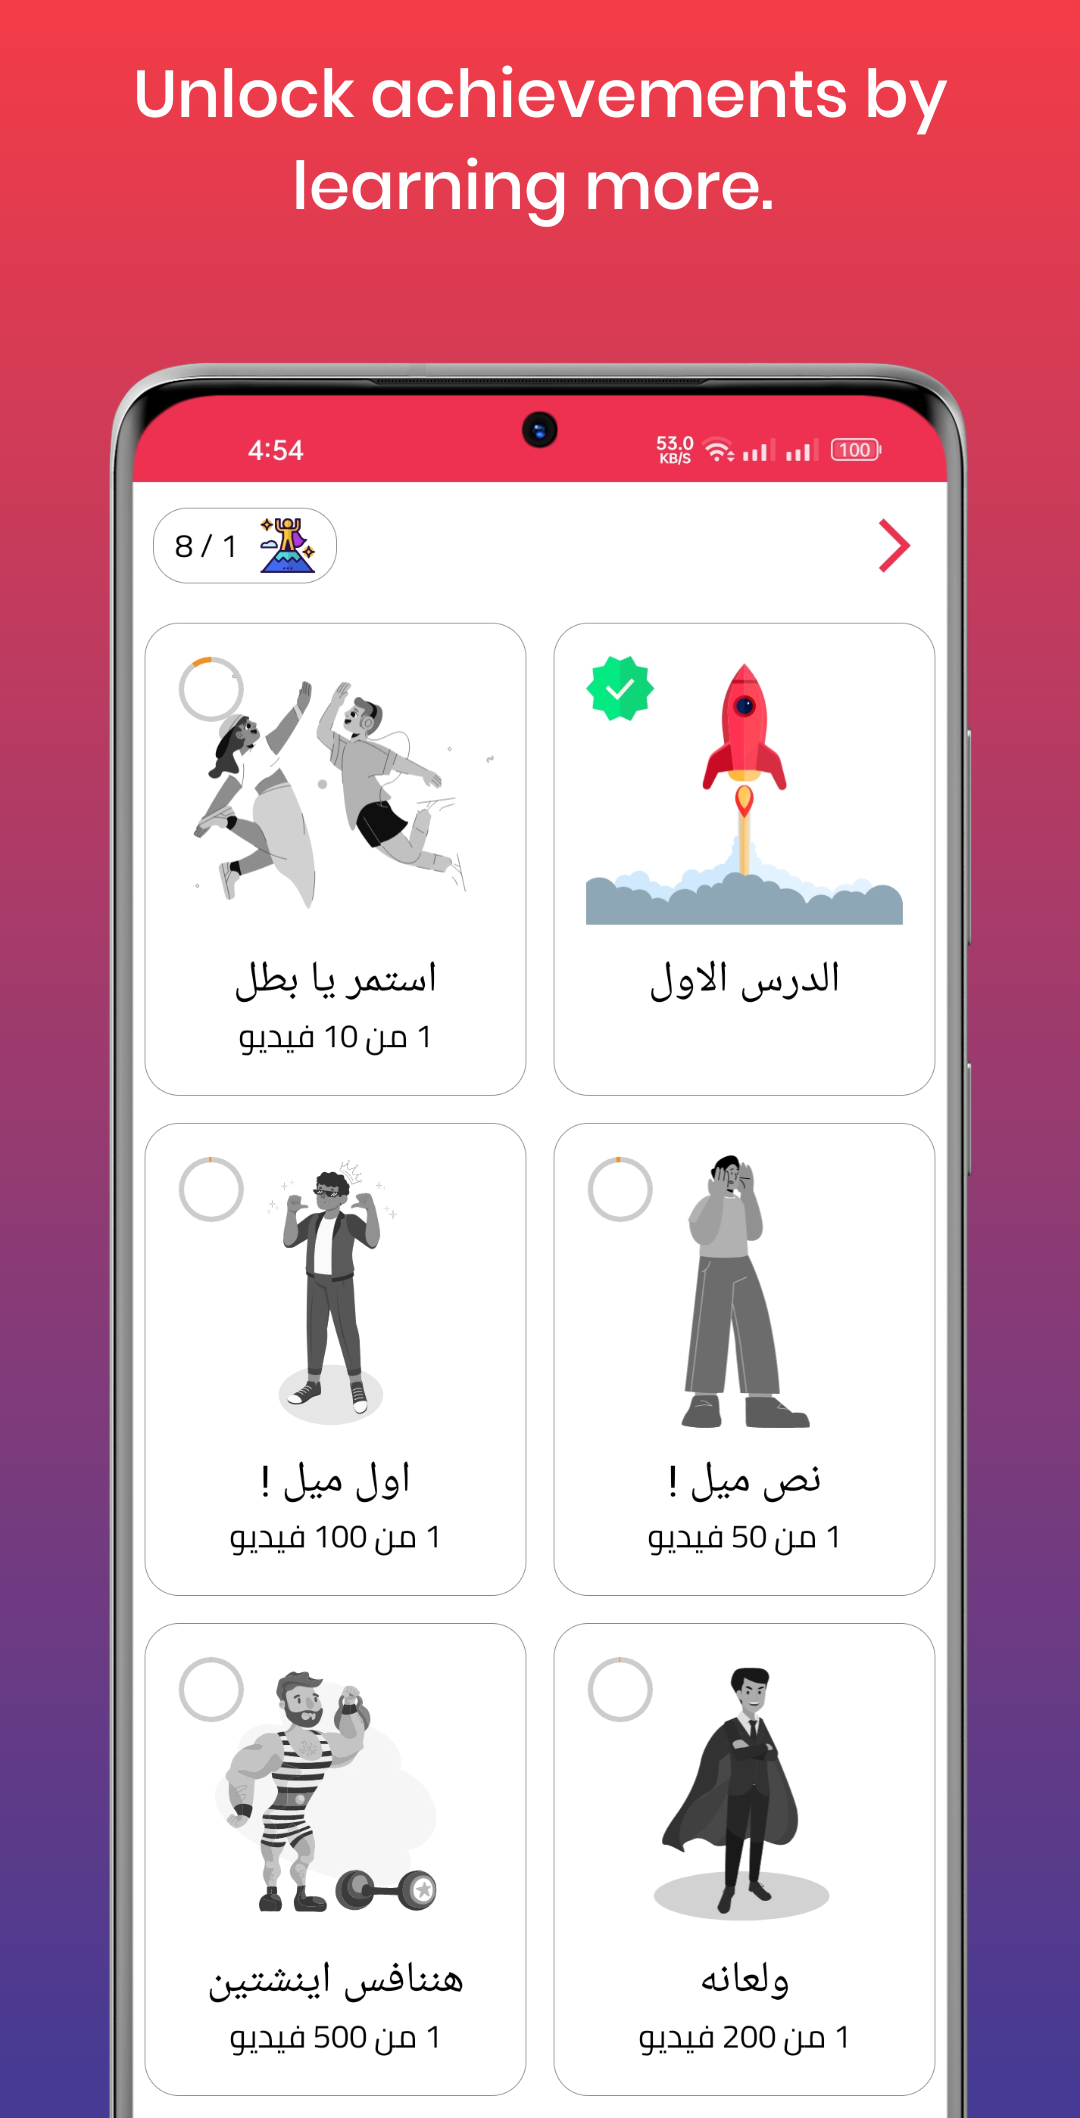 Unlock achievements by
learning more.
4:54
53.0
KB/S
100
8 / 1
الدرس الاول
استمر يا بطل
1 من 10 فيديو
نص ميل !
1 من 50 فيديو
اول ميل !
1 من 100 فيديو
ولعانه
1 من 200 فيديو
هننافس اينشتين
1 من 500 فيديو